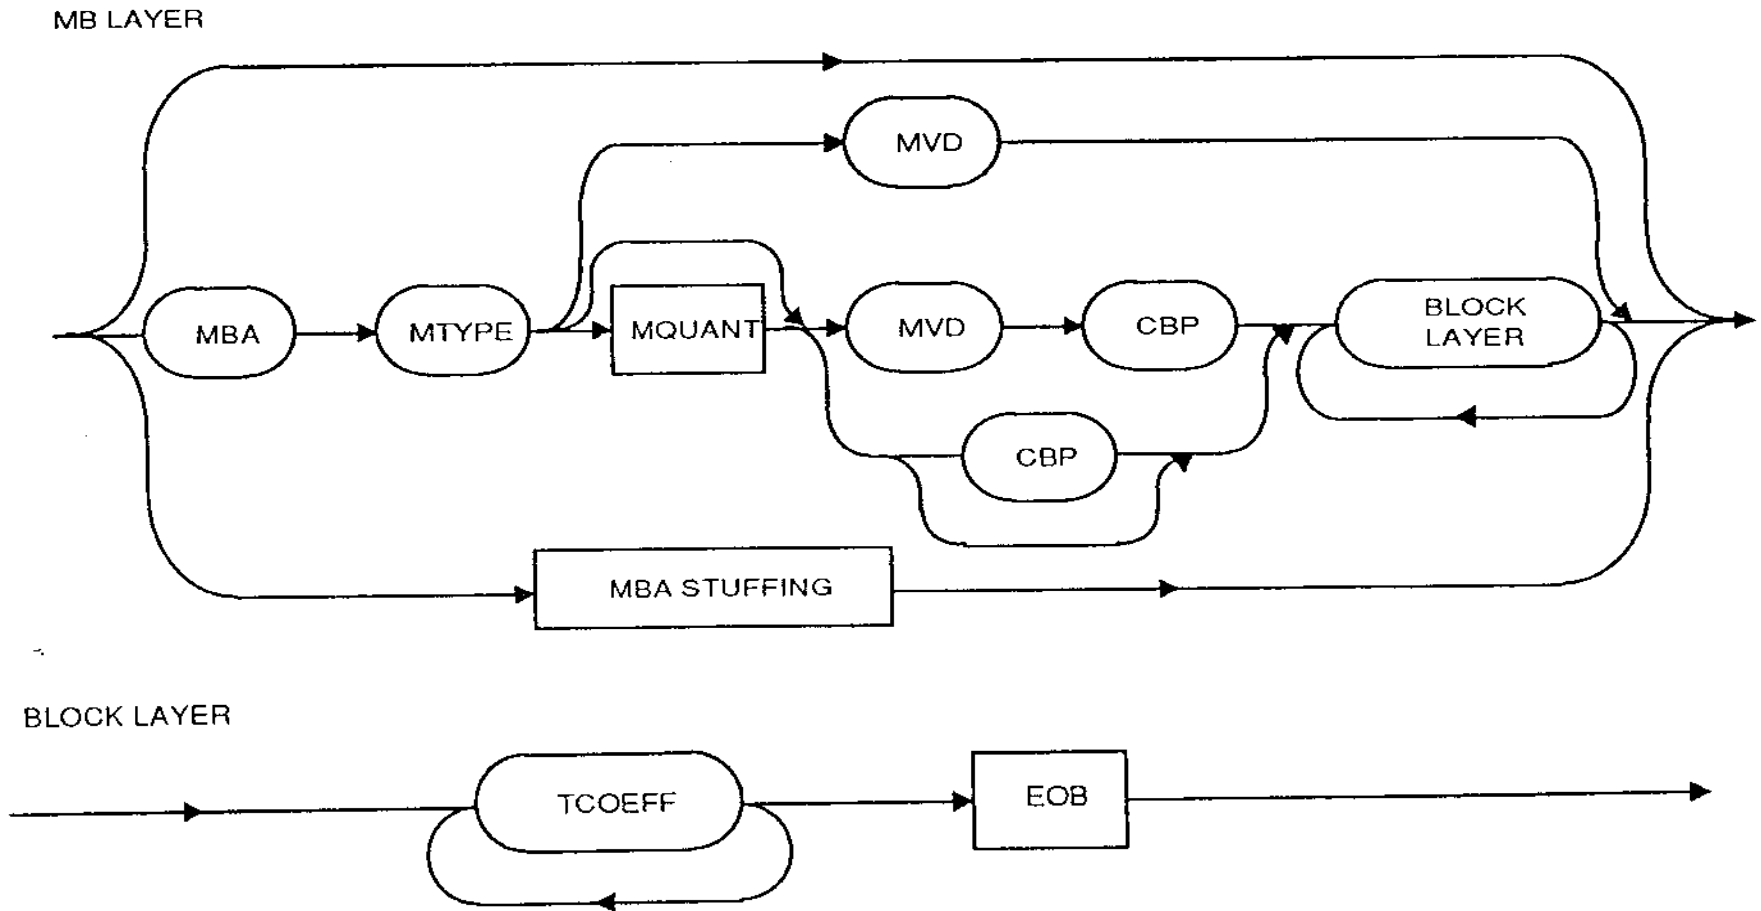 MB LAYER
MVD
MBA
MTYPE
MQUANT
MVD
CBP
BLOCK
LAYER
CBP
MBA STUFFING
BLOCK LAYER
TCOEFF
EOB